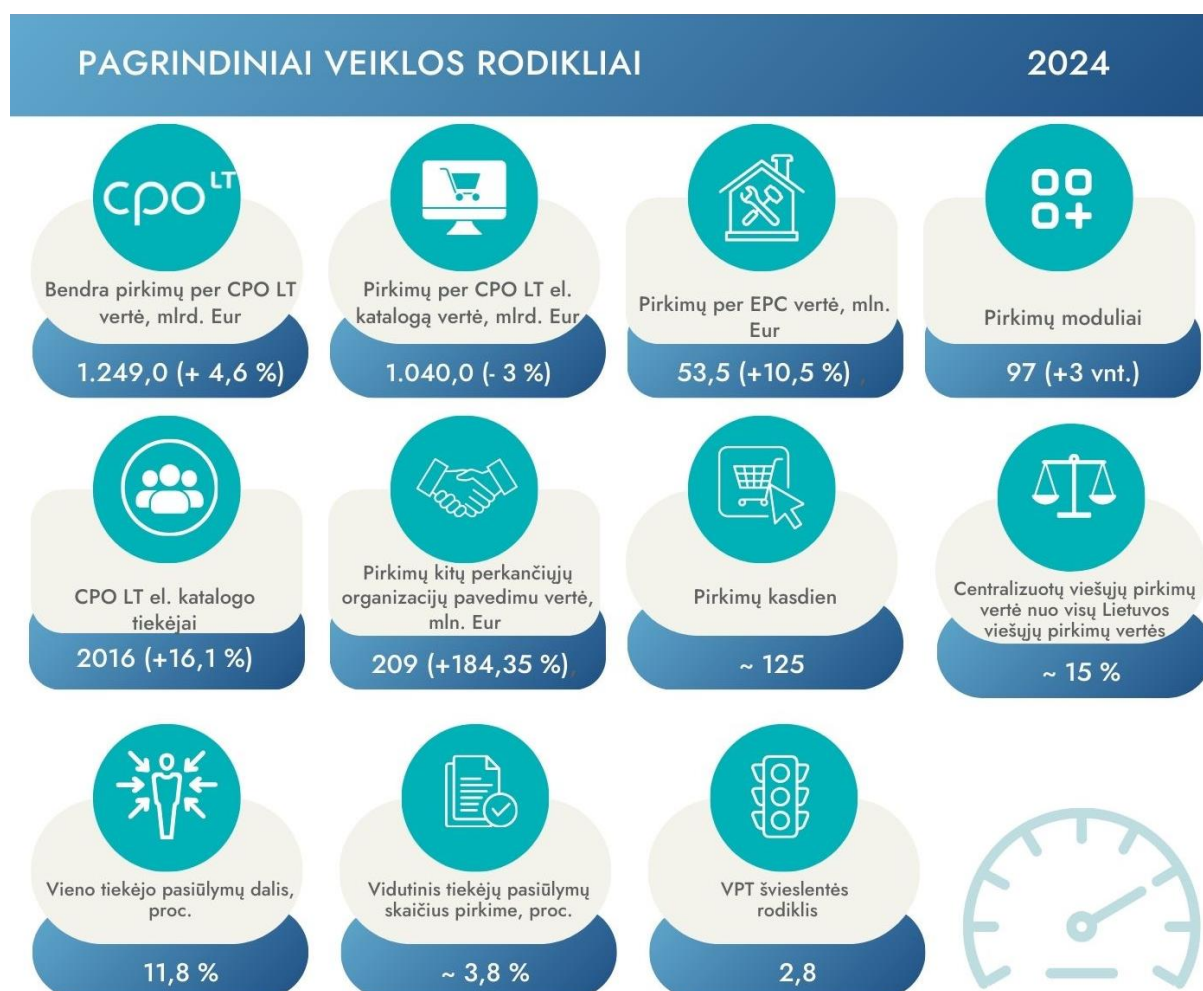 PAGRINDINIAI VEIKLOS RODIKLIAI 2024
cpo LT
Bendra pirkimų per CPO LT
vertė, mlrd. Eur
1.249,0 (+ 4,6 %)
Pirkimų per CPO LT el.
katalogą vertė, mlrd. Eur
1.040,0 (- 3 %)
Pirkimų per EPC vertė, mln.
Eur
53,5 (+10,5 %) ,
Pirkimų moduliai
97 (+3 vnt.)
CPO LT el. katalogo
tiekėjai
2016 (+16,1 %)
Pirkimų kitų perkančiųjų
organizacijų pavedimu vertė,
mln. Eur
209 (+184,35 %),
Pirkimų kasdien
~ 125
Centralizuotų viešųjų pirkimų
vertė nuo visų Lietuvos
viešųjų pirkimų vertės
~ 15 %
Vieno tiekėjo pasiūlymų dalis,
proc.
11,8 %
Vidutinis tiekėjų pasiūlymų
skaičius pirkime, proc.
~ 3,8 %
VPT švieslentės
rodiklis
2,8